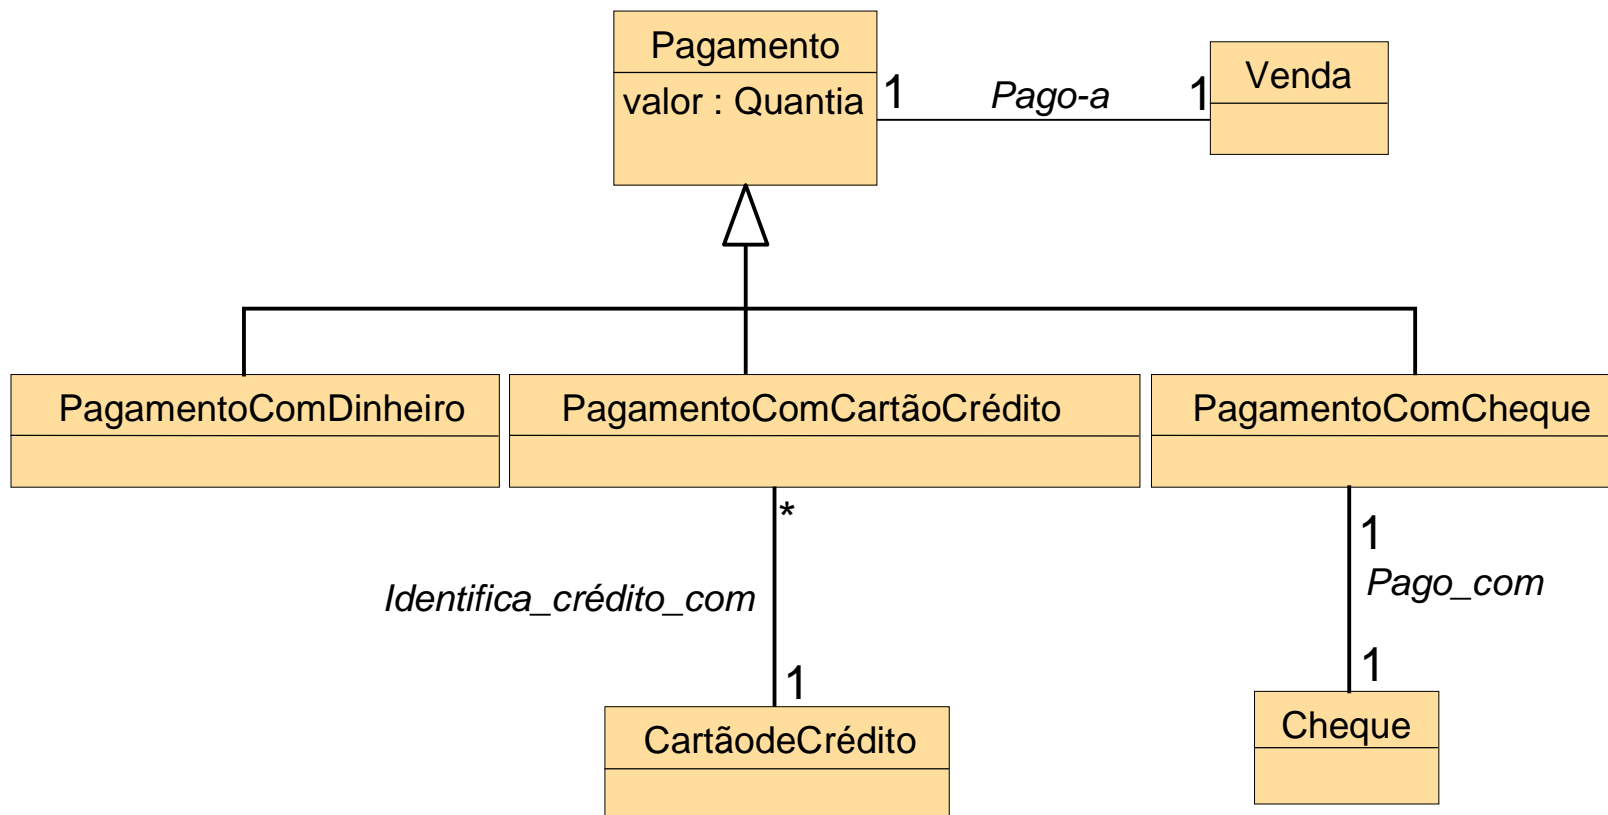 Pagamento
valor : Quantia
1
Pago-a
1
Venda
PagamentoComDinheiro
PagamentoComCartãoCrédito
PagamentoComCheque
*
Identifica_crédito_com
1
CartãodeCrédito
1
Pago_com
1
Cheque